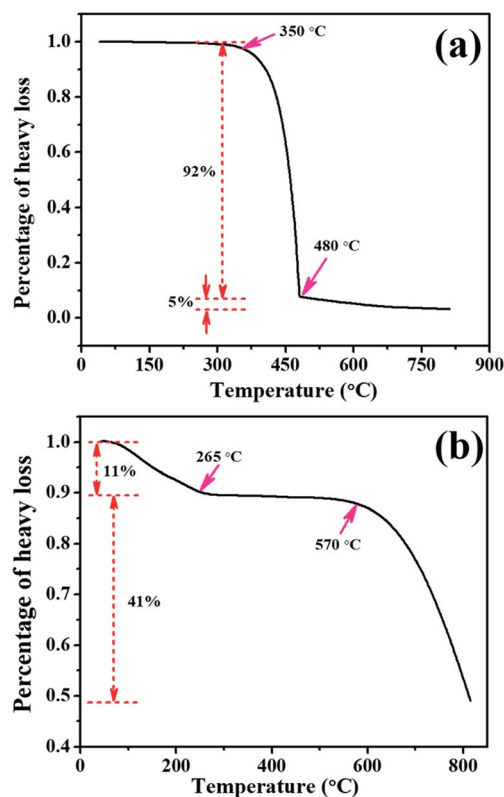 (a)
350 °C
1.0
0.8
0.6
0.4
0.2
0.0
Percentage of heavy loss
92%
5%
480 °C
0 150 300 450 600 750 900
Temperature (°C)
(b)
265 °C
1.0
0.9
0.8
0.7
0.6
0.5
0.4
Percentage of heavy loss
11%
41%
570 °C
0 200 400 600 800
Temperature (°C)